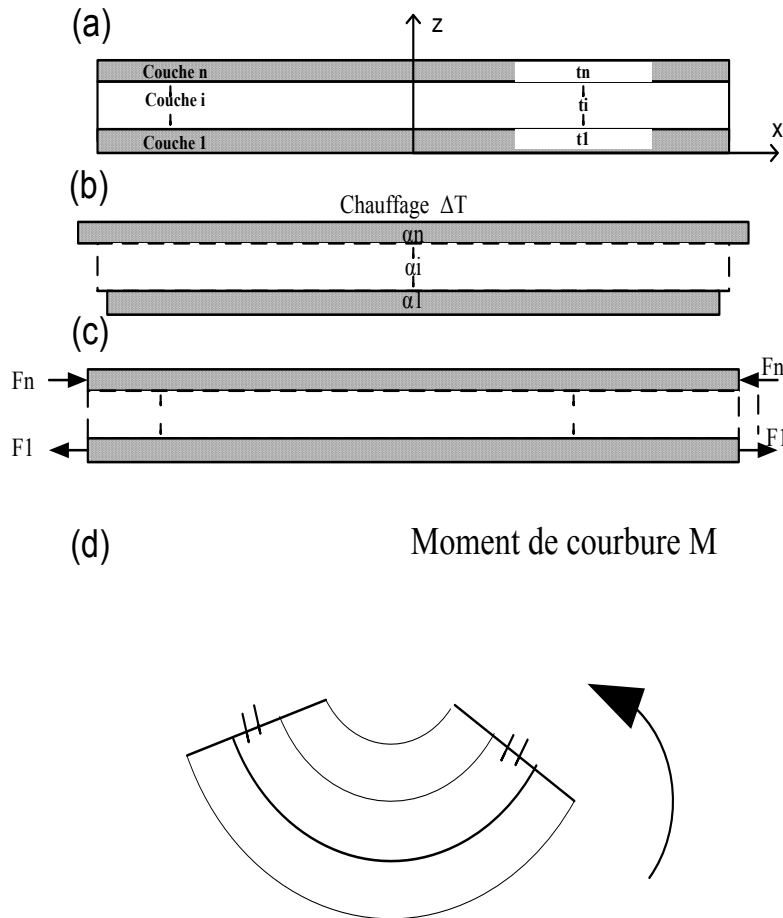 (a)
z
Couche n
tn
Couche i
ti
Couche 1
t1
x
(b)
Chauffage ΔT
αn
αi
α1
(c)
Fn
Fn
F1
F1
(d)
Moment de courbure M